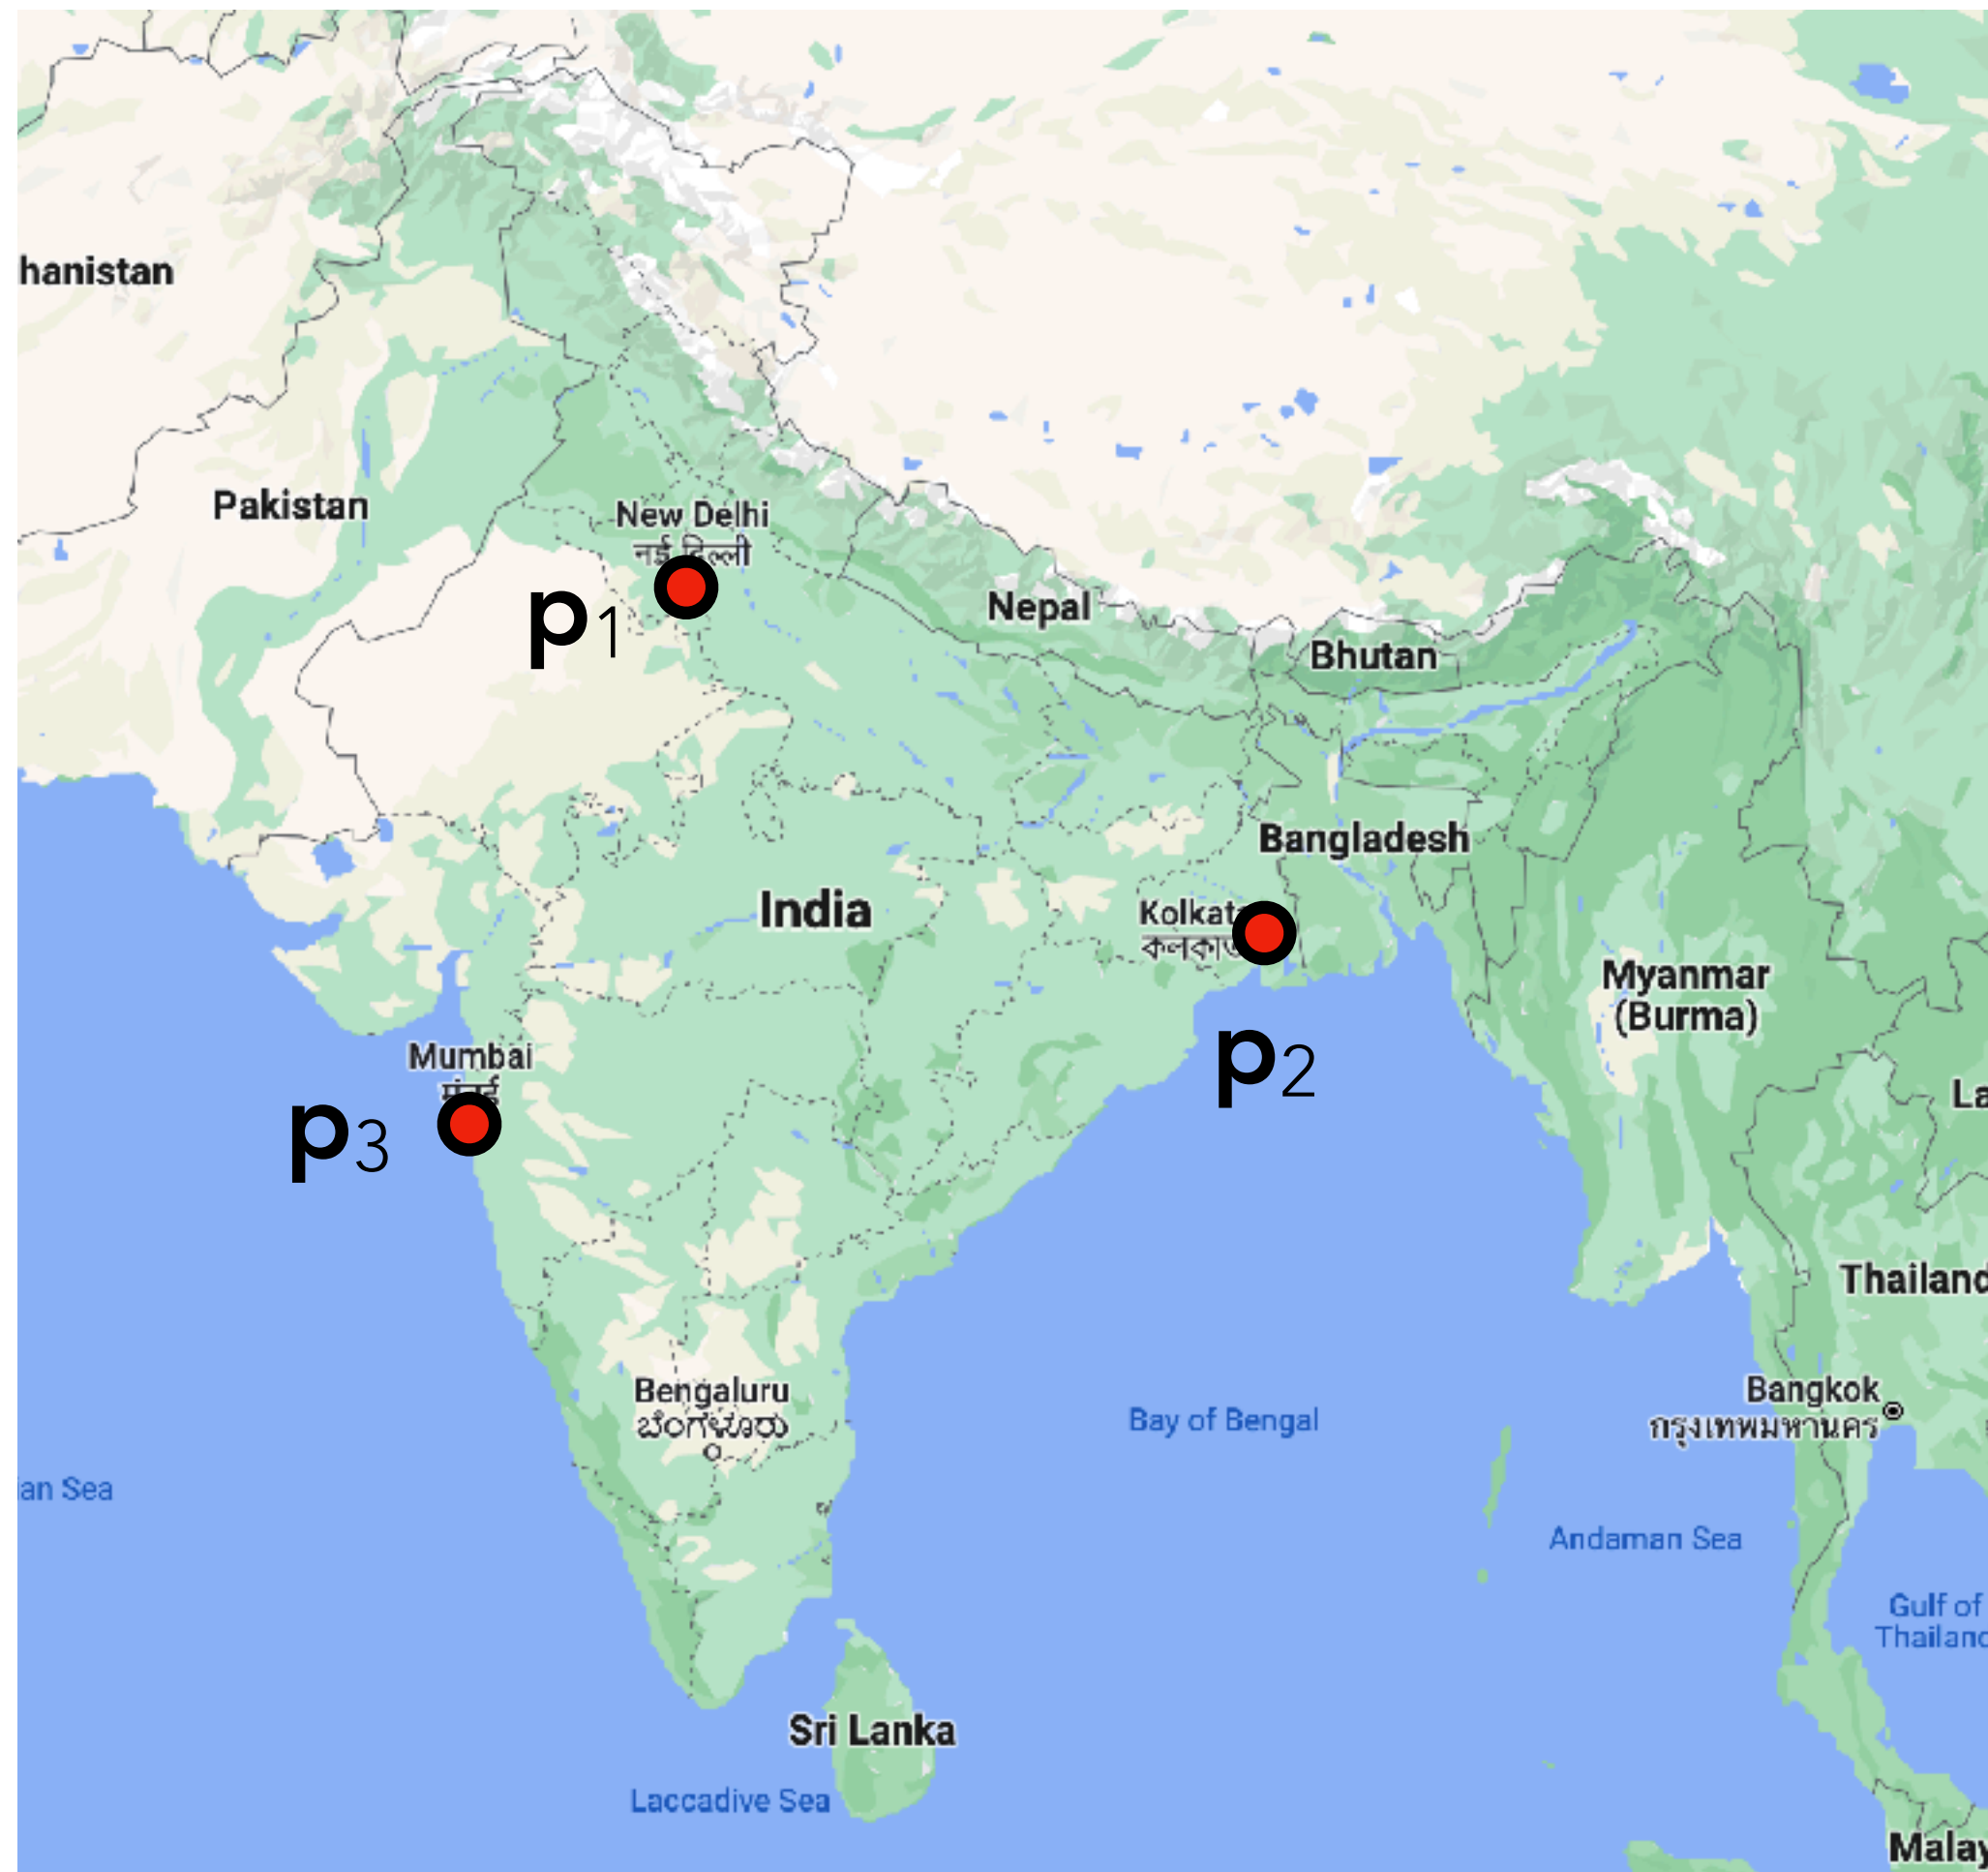 hanistan
Pakistan
New Delhi
नई दिल्ली
p1
Nepal
Bhutan
Bangladesh
India
Kolkat
p2
Myanmar
(Burma)
Mumbai
p3
La
Thailand
Bengaluru
ಬೆಂಗಳೂರು
Bay of Bengal
Bangkok
กรุงเทพมหานคร
an Sea
Andaman Sea
Gulf of
Thailand
Sri Lanka
Laccadive Sea
Malay